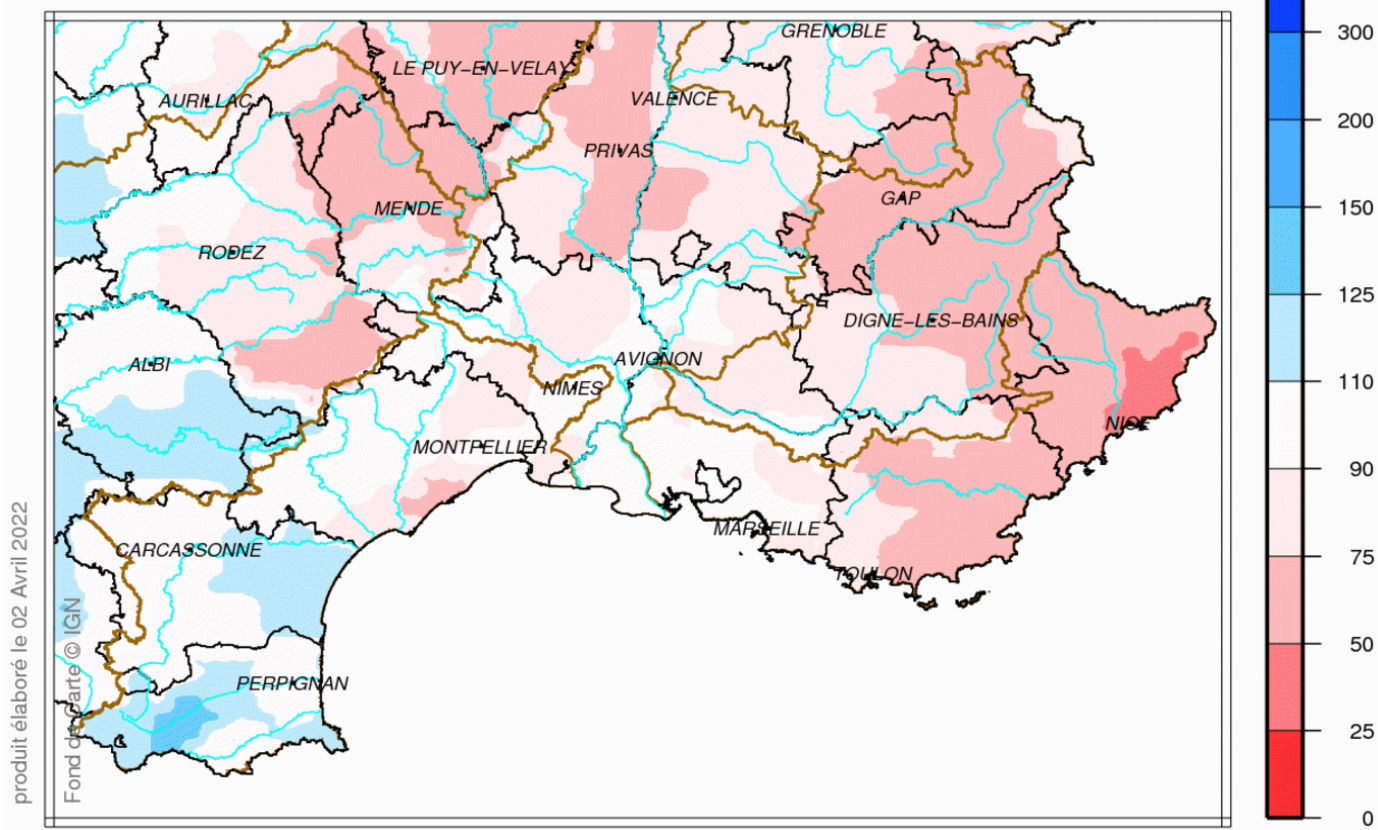 GRENOBLE
LE PUY-EN-VELAY
AURILLAC
VALENCE
PRIVAS
MENDE
GAP
RODEZ
DIGNE-LES-BAINS
ALBI
AVIGNON
NIMES
NICE
MONTPELLIER
MARSEILLE
CARCASSONNE
TOULON
PERPIGNAN
300
200
150
125
110
90
75
50
25
0
produit élaboré le 02 Avril 2022
Fond de Carte © IGN